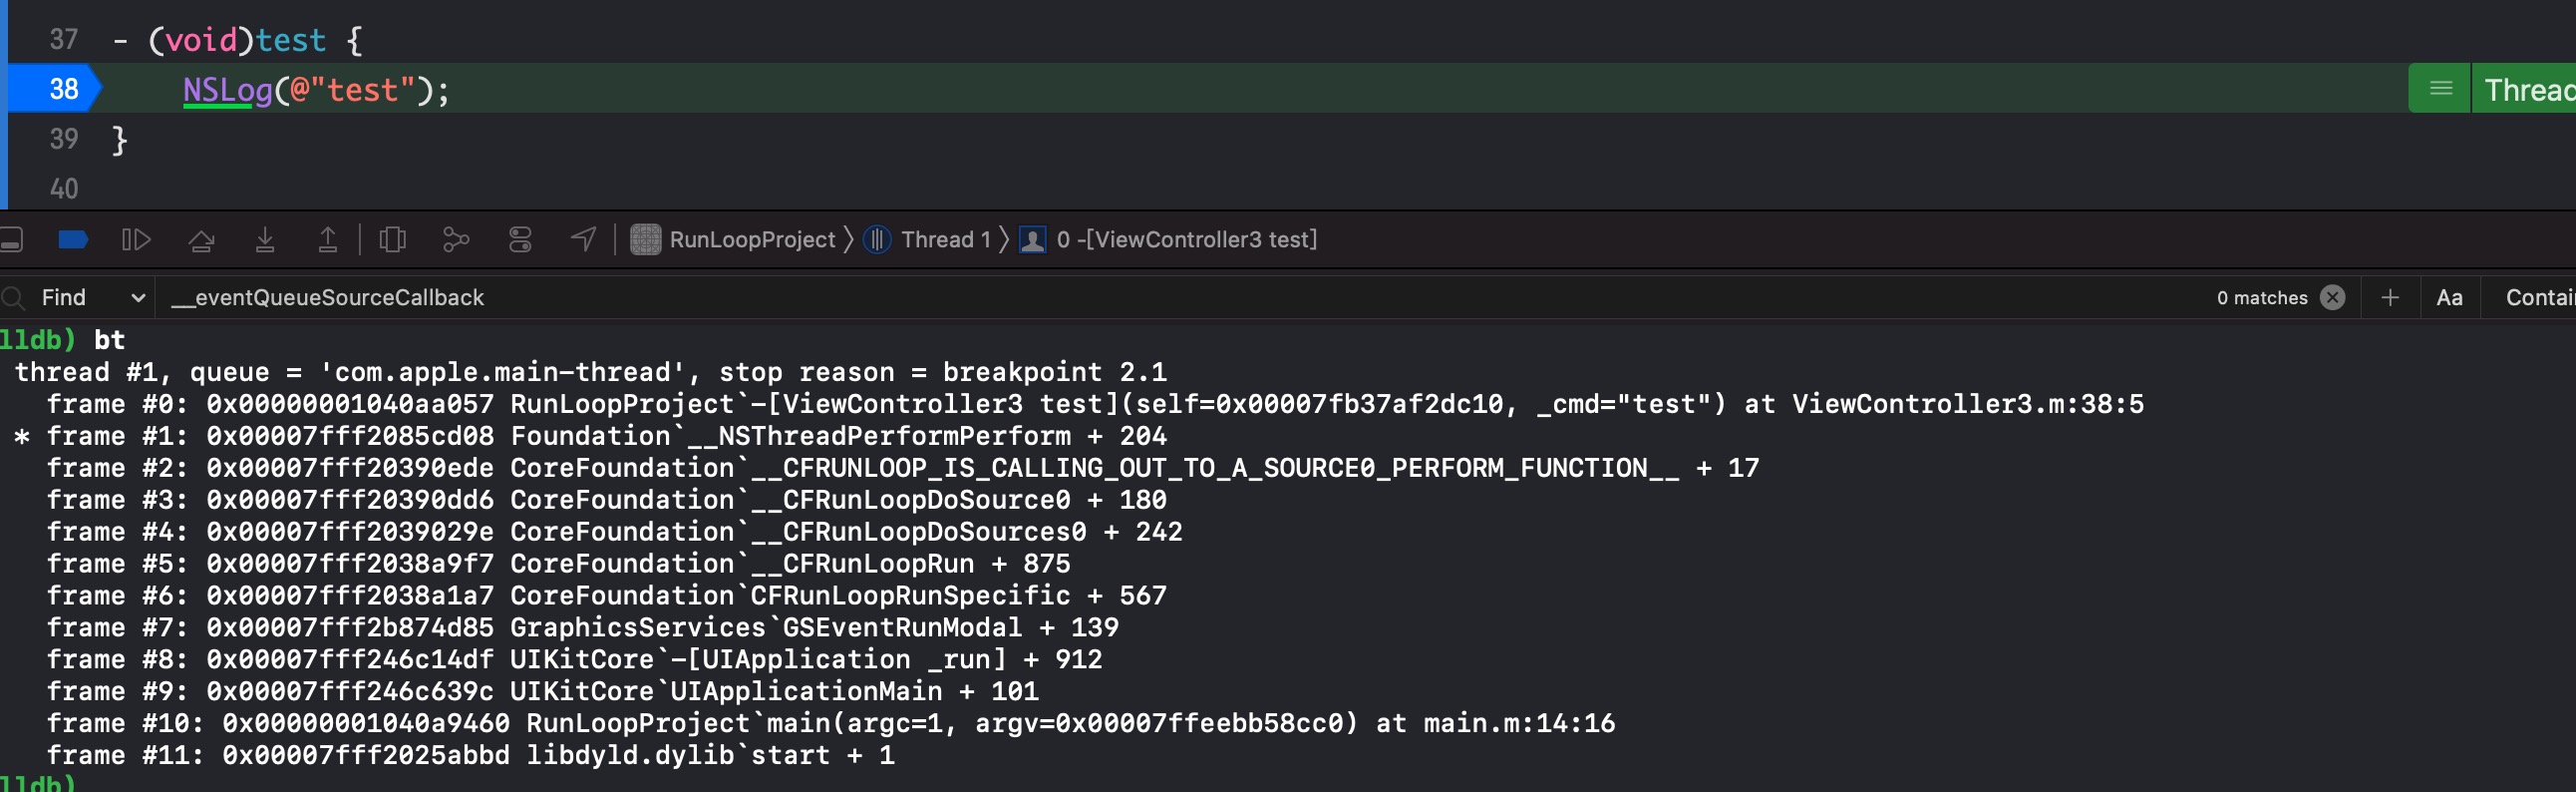 37 - (void)test {
38 NSLog(@"test");
Thread
39 }
40
RunLoopProject Thread 1 0 -[ViewController3 test]
Find __eventQueueSourceCallback 0 matches Aa Contai
lldb) bt
thread #1, queue = 'com.apple.main-thread', stop reason = breakpoint 2.1
frame #0: 0x00000001040aa057 RunLoopProject`-[ViewController3 test](self=0x00007fb37af2dc10, _cmd="test") at ViewController3.m:38:5
* frame #1: 0x00007fff2085cd08 Foundation`__NSThreadPerformPerform + 204
frame #2: 0x00007fff20390ede CoreFoundation`__CFRUNLOOP_IS_CALLING_OUT_TO_A_SOURCE0_PERFORM_FUNCTION__ + 17
frame #3: 0x00007fff20390dd6 CoreFoundation`__CFRunLoopDoSource0 + 180
frame #4: 0x00007fff2039029e CoreFoundation`__CFRunLoopDoSources0 + 242
frame #5: 0x00007fff2038a9f7 CoreFoundation`__CFRunLoopRun + 875
frame #6: 0x00007fff2038a1a7 CoreFoundation`CFRunLoopRunSpecific + 567
frame #7: 0x00007fff2b874d85 GraphicsServices`GSEventRunModal + 139
frame #8: 0x00007fff246c14df UIKitCore`-[UIApplication _run] + 912
frame #9: 0x00007fff246c639c UIKitCore`UIApplicationMain + 101
frame #10: 0x00000001040a9460 RunLoopProject`main(argc=1, argv=0x00007ffeebb58cc0) at main.m:14:16
frame #11: 0x00007fff2025abbd libdyld.dylib`start + 1
lldb)